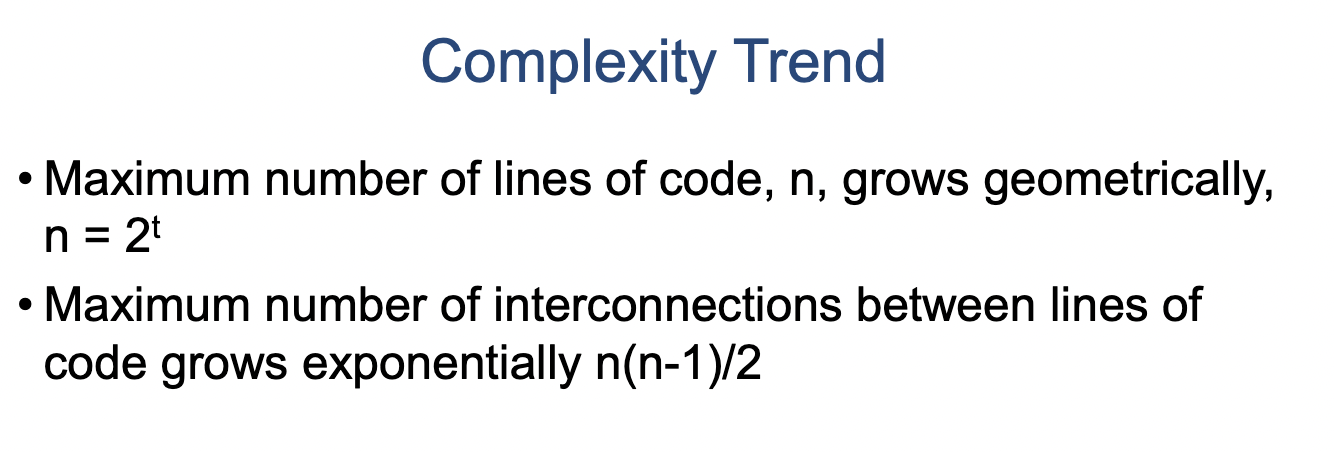 Complexity Trend
• Maximum number of lines of code, n, grows geometrically,
n = 2ᵗ
• Maximum number of interconnections between lines of
code grows exponentially n(n-1)/2